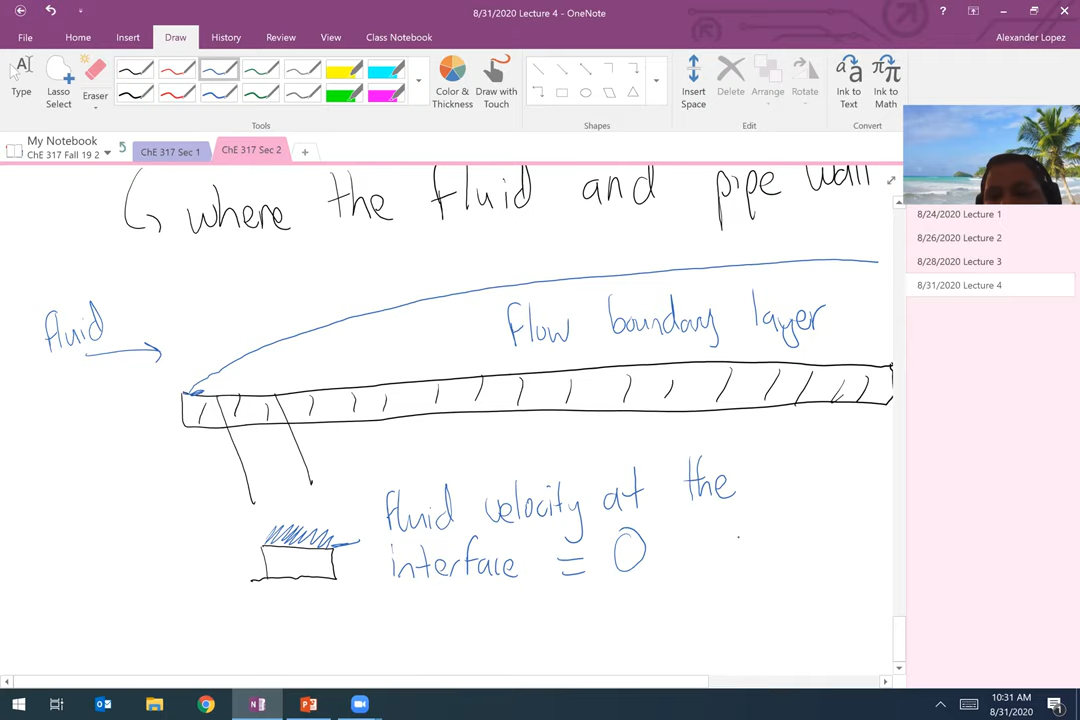 8/31/2020 Lecture 4 - OneNote
File Home Insert Draw History Review View Class Notebook
Alexander Lopez
Type
Lasso Select
Eraser
Color & Thickness
Draw with Touch
Insert Space
Delete
Arrange
Rotate
Ink to Text
Ink to Math
Tools
Shapes
Edit
Convert
My Notebook
ChE 317 Fall 19 2
ChE 317 Sec 1
ChE 317 Sec 2
8/24/2020 Lecture 1
8/26/2020 Lecture 2
8/28/2020 Lecture 3
8/31/2020 Lecture 4
where the fluid and pipe wall
fluid
Flow boundary layer
fluid velocity at the
interface = 0
10:31 AM
8/31/2020